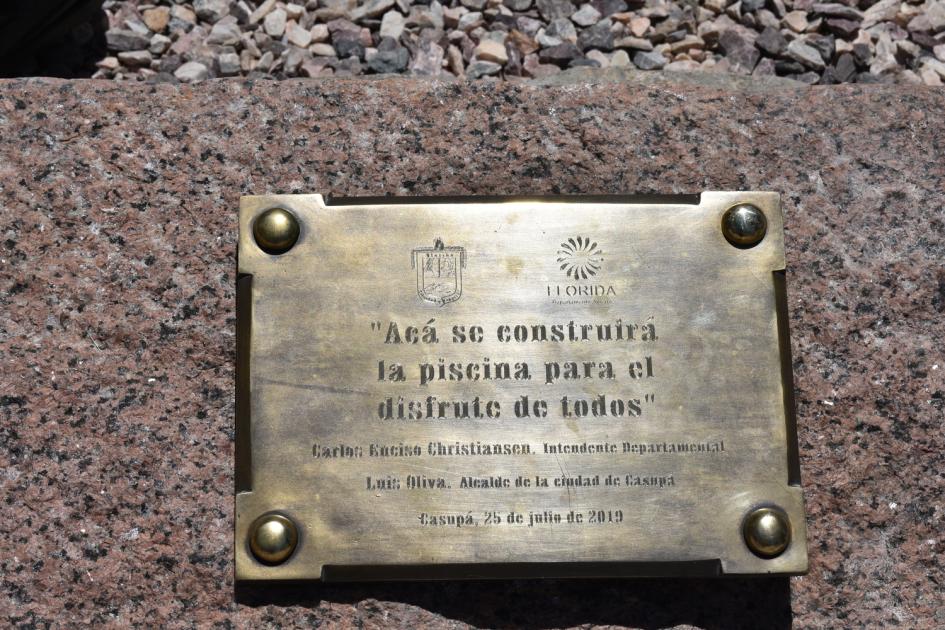 Florida
FLORIDA
"Acá se construirá
la piscina para el
disfrute de todos"
Carlos Enciso Christiansen. Intendente Departamental
Luis Oliva. Alcalde de la ciudad de Casupá
Casupá, 25 de julio de 2019